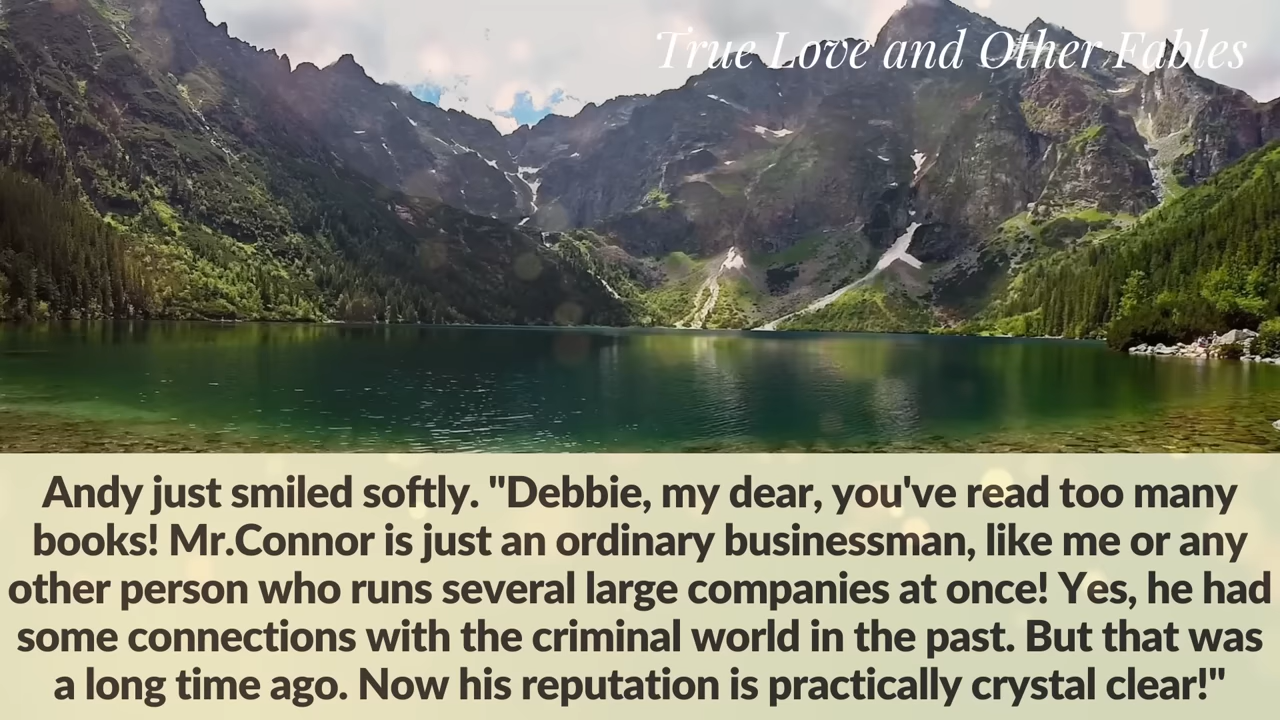 True Love and Other Fables
Andy just smiled softly. "Debbie, my dear, you've read too many
books! Mr.Connor is just an ordinary businessman, like me or any
other person who runs several large companies at once! Yes, he had
some connections with the criminal world in the past. But that was
a long time ago. Now his reputation is practically crystal clear!"